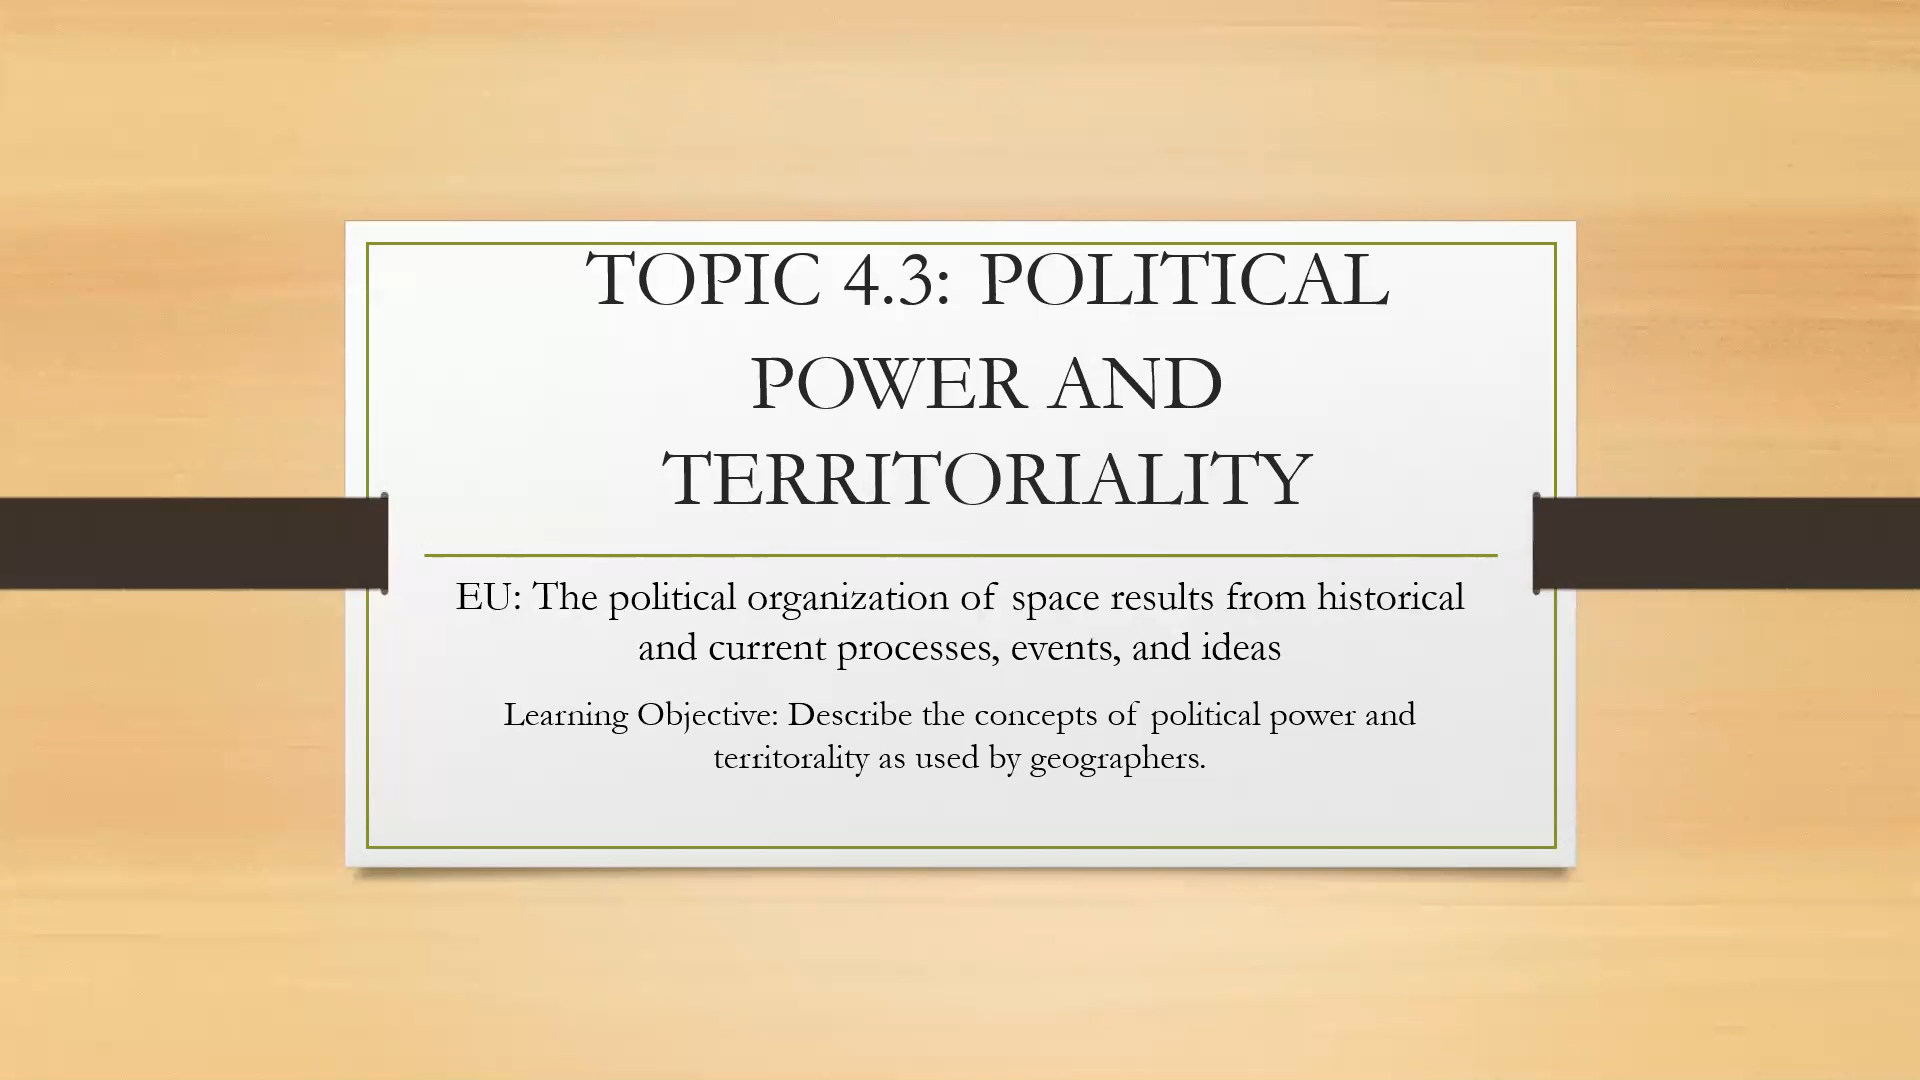 TOPIC 4.3: POLITICAL
POWER AND
TERRITORIALITY
EU: The political organization of space results from historical
and current processes, events, and ideas
Learning Objective: Describe the concepts of political power and
territorality as used by geographers.